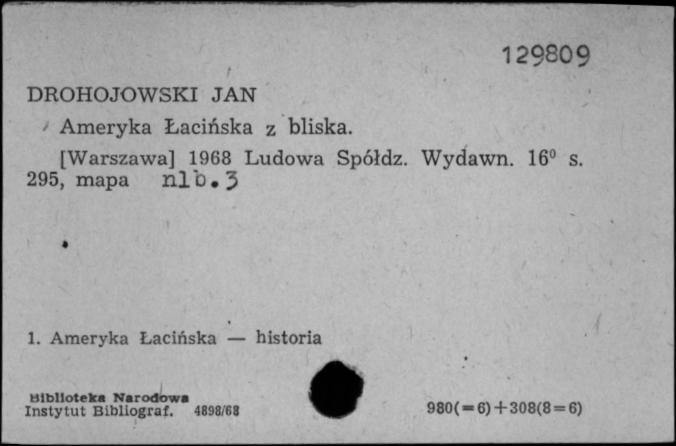 129809
DROHOJOWSKI JAN
Ameryka Łacińska z bliska.
[Warszawa] 1968 Ludowa Spółdz. Wydawn. 16⁰ s.
295, mapa nlb.3
1. Ameryka Łacińska — historia
Biblioteka Narodowa
Instytut Bibliograf. 4898/68
980(=6)+308(8=6)